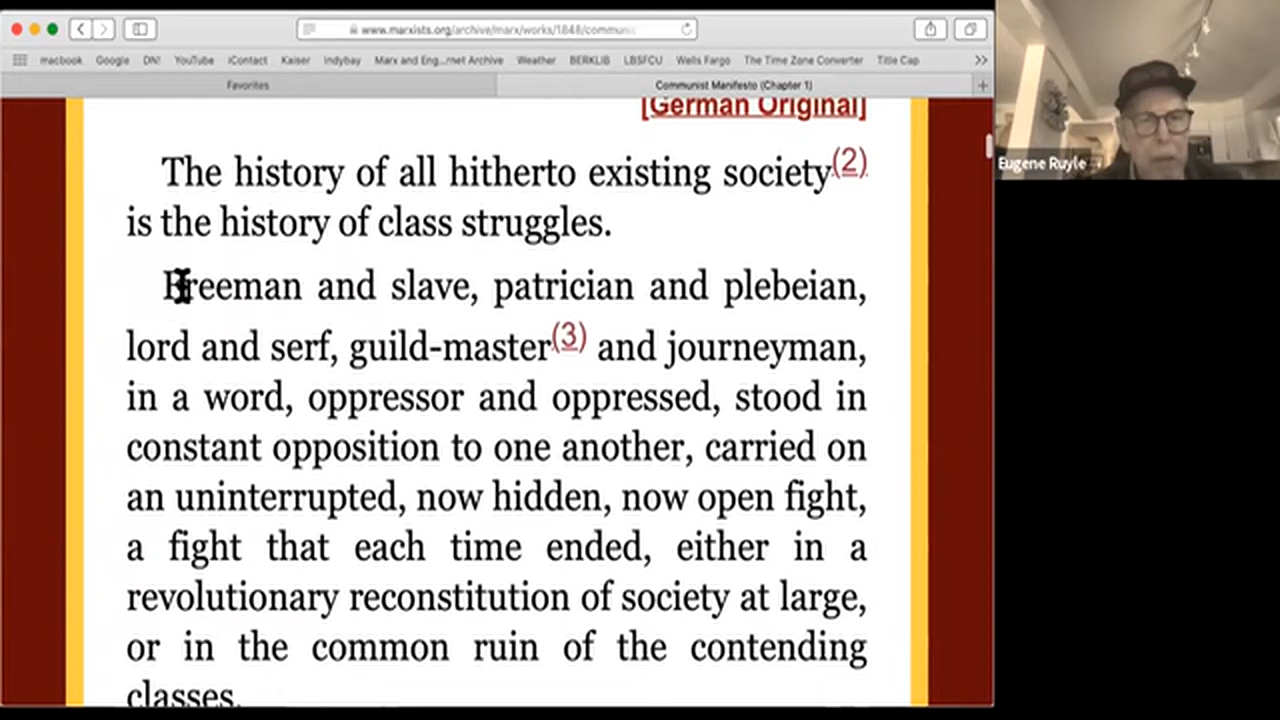 www.marxists.org/archive/marx/works/1848/communis
macbook Google DN! YouTube iContact Kaiser Indybay Marx and Eng...rnet Archive Weather BERKLIB LBSFCU Wells Fargo The Time Zone Converter Title Cap
Favorites Communist Manifesto (Chapter 1)
[German Original]
The history of all hitherto existing society(2)
is the history of class struggles.
Freeman and slave, patrician and plebeian,
lord and serf, guild-master(3) and journeyman,
in a word, oppressor and oppressed, stood in
constant opposition to one another, carried on
an uninterrupted, now hidden, now open fight,
a fight that each time ended, either in a
revolutionary reconstitution of society at large,
or in the common ruin of the contending
classes.
Eugene Ruyle